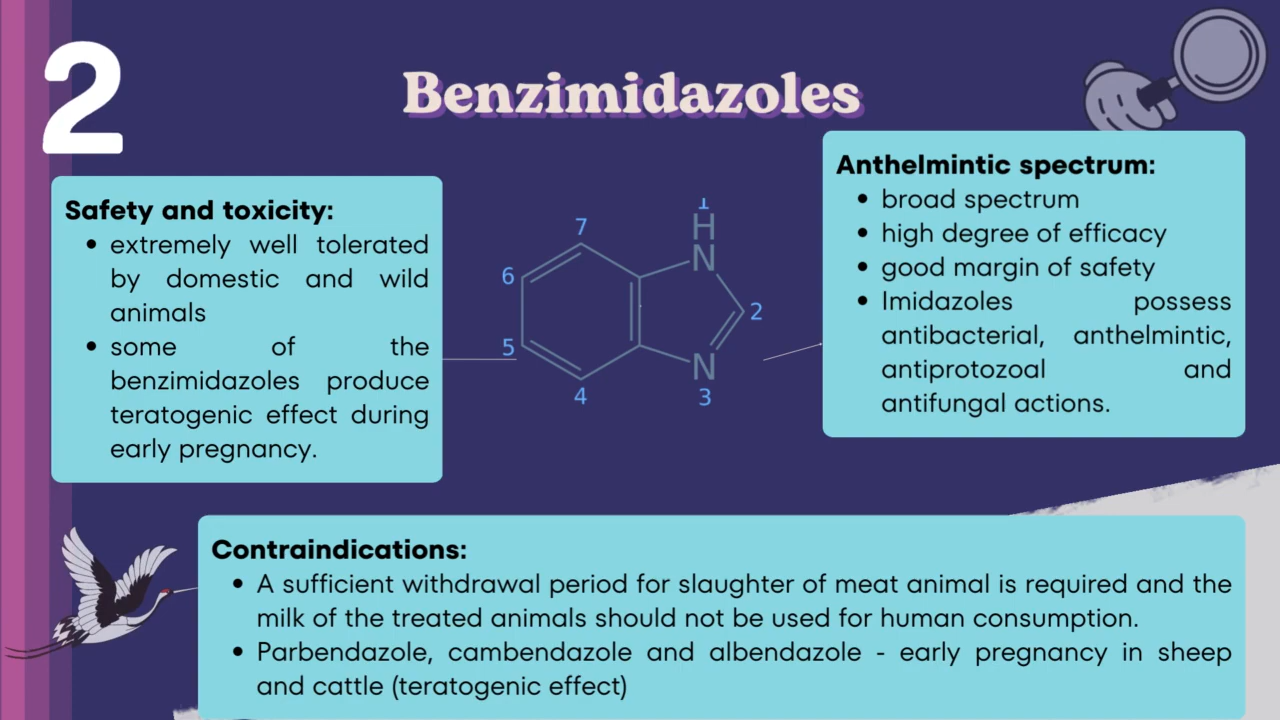 2
Benzimidazoles
Safety and toxicity:
• extremely well tolerated
by domestic and wild
animals
• some of the
benzimidazoles produce
teratogenic effect during
early pregnancy.
1
H
N
2
N
3
4
5
6
7
Anthelmintic spectrum:
• broad spectrum
• high degree of efficacy
• good margin of safety
• Imidazoles possess
antibacterial, anthelmintic,
antiprotozoal and
antifungal actions.
Contraindications:
• A sufficient withdrawal period for slaughter of meat animal is required and the
milk of the treated animals should not be used for human consumption.
• Parbendazole, cambendazole and albendazole - early pregnancy in sheep
and cattle (teratogenic effect)